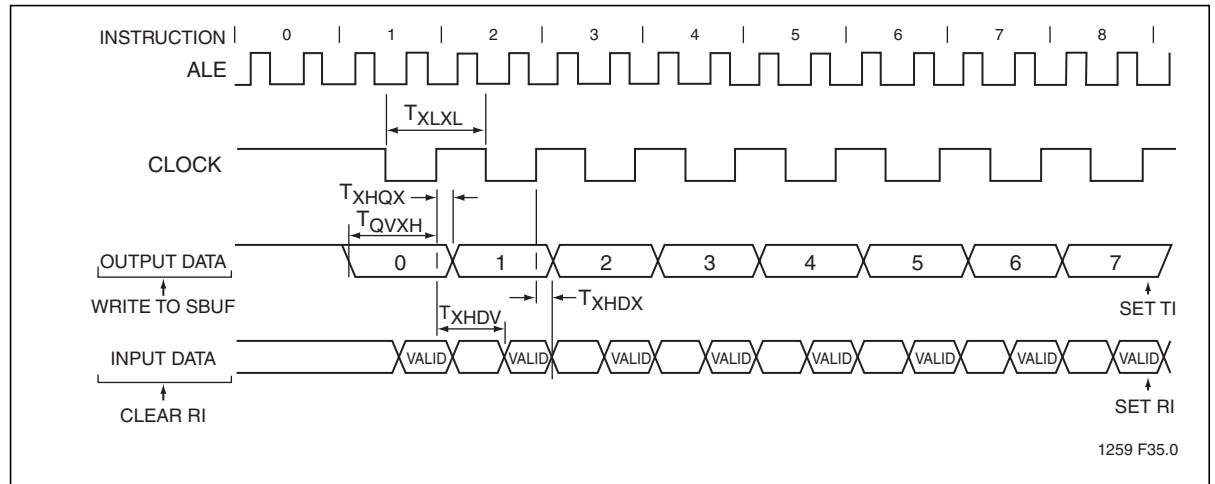 INSTRUCTION 0 1 2 3 4 5 6 7 8
ALE
TXLXL
CLOCK
TXHQX
TQVXH
OUTPUT DATA 0 1 2 3 4 5 6 7
WRITE TO SBUF
TXHDX
SET TI
TXHDV
INPUT DATA VALID VALID VALID VALID VALID VALID VALID VALID
CLEAR RI
SET RI
1259 F35.0